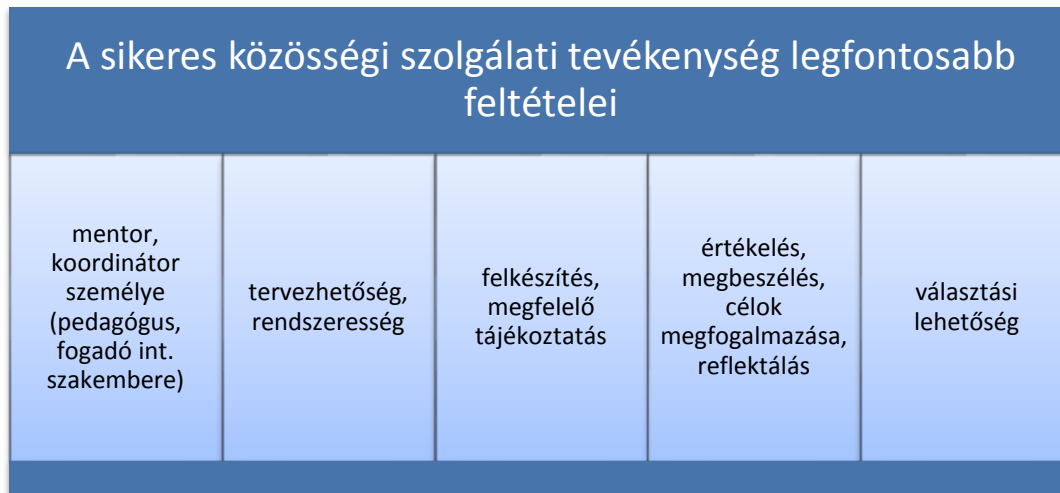 A sikeres közösségi szolgálati tevékenység legfontosabb
feltételei
mentor,
koordinátor
személye
(pedagógus,
fogadó int.
szakembere)
tervezhetőség,
rendszeresség
felkészítés,
megfelelő
tájékoztatás
értékelés,
megbeszélés,
célok
megfogalmazása,
reflektálás
választási
lehetőség